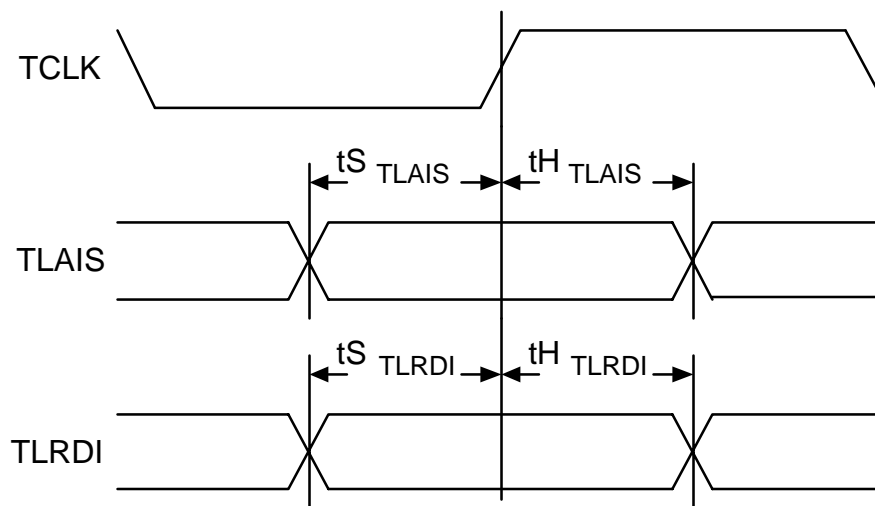 TCLK
tS TLAIS
tH TLAIS
TLAIS
tS TLRDI
tH TLRDI
TLRDI